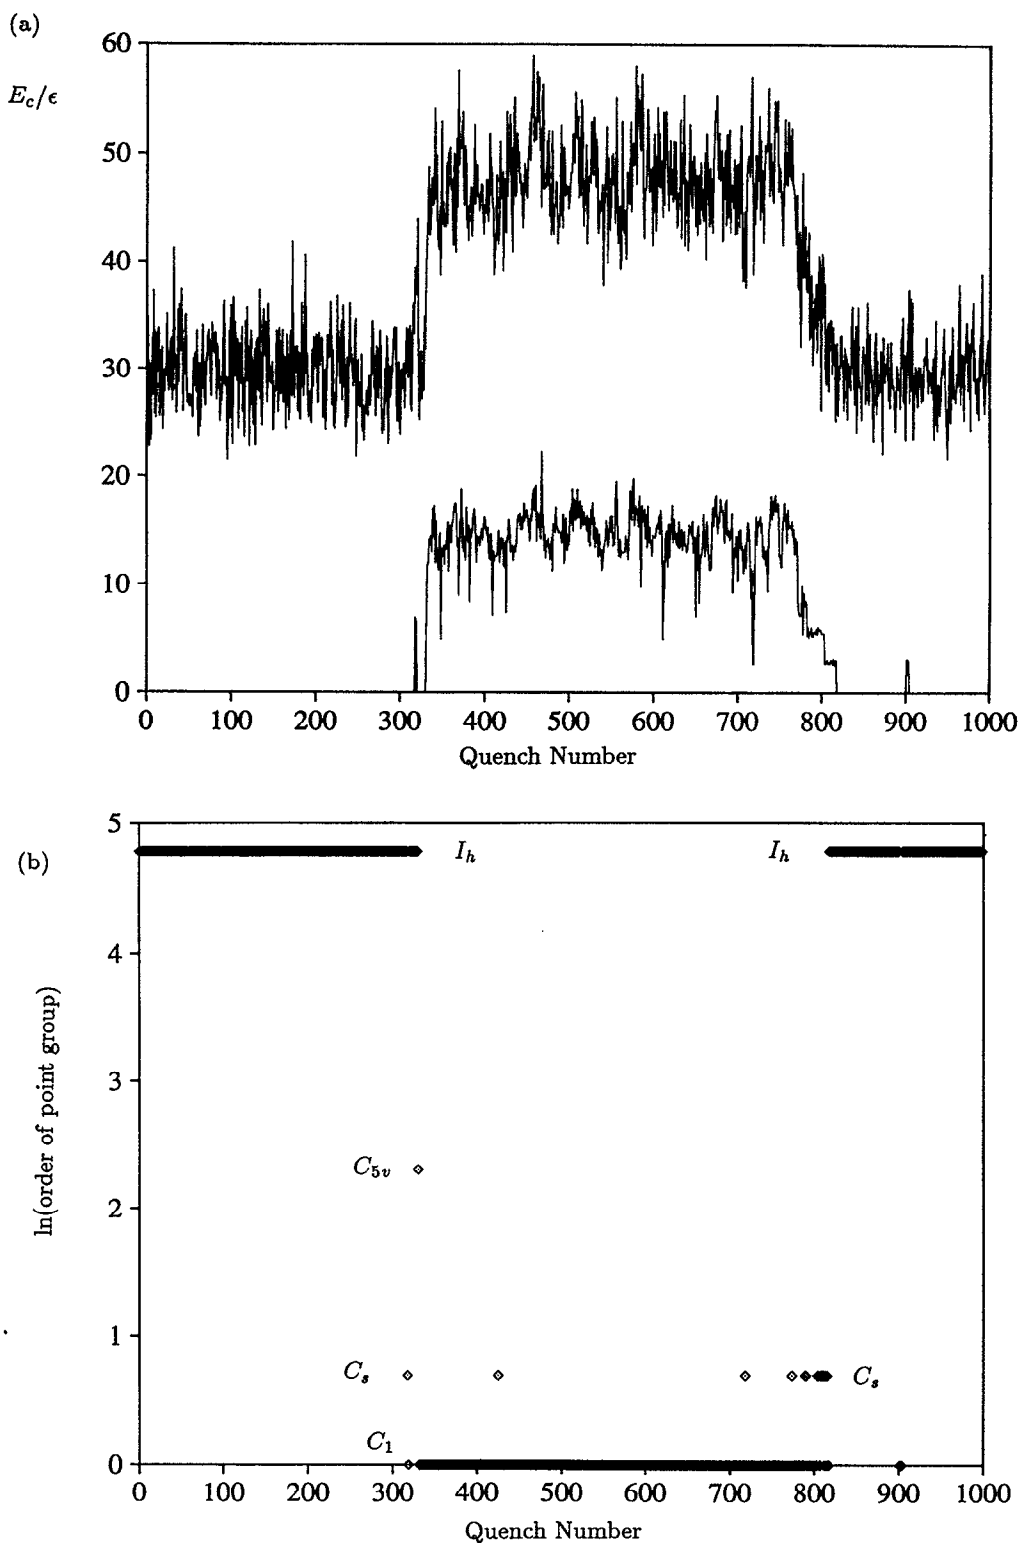 (a)
E_c/ϵ
60
50
40
30
20
10
0
0 100 200 300 400 500 600 700 800 900 1000
Quench Number
(b)
ln(order of point group)
5
4
3
2
1
0
I_h I_h
C_{5v}
C_s C_s
C_1
0 100 200 300 400 500 600 700 800 900 1000
Quench Number